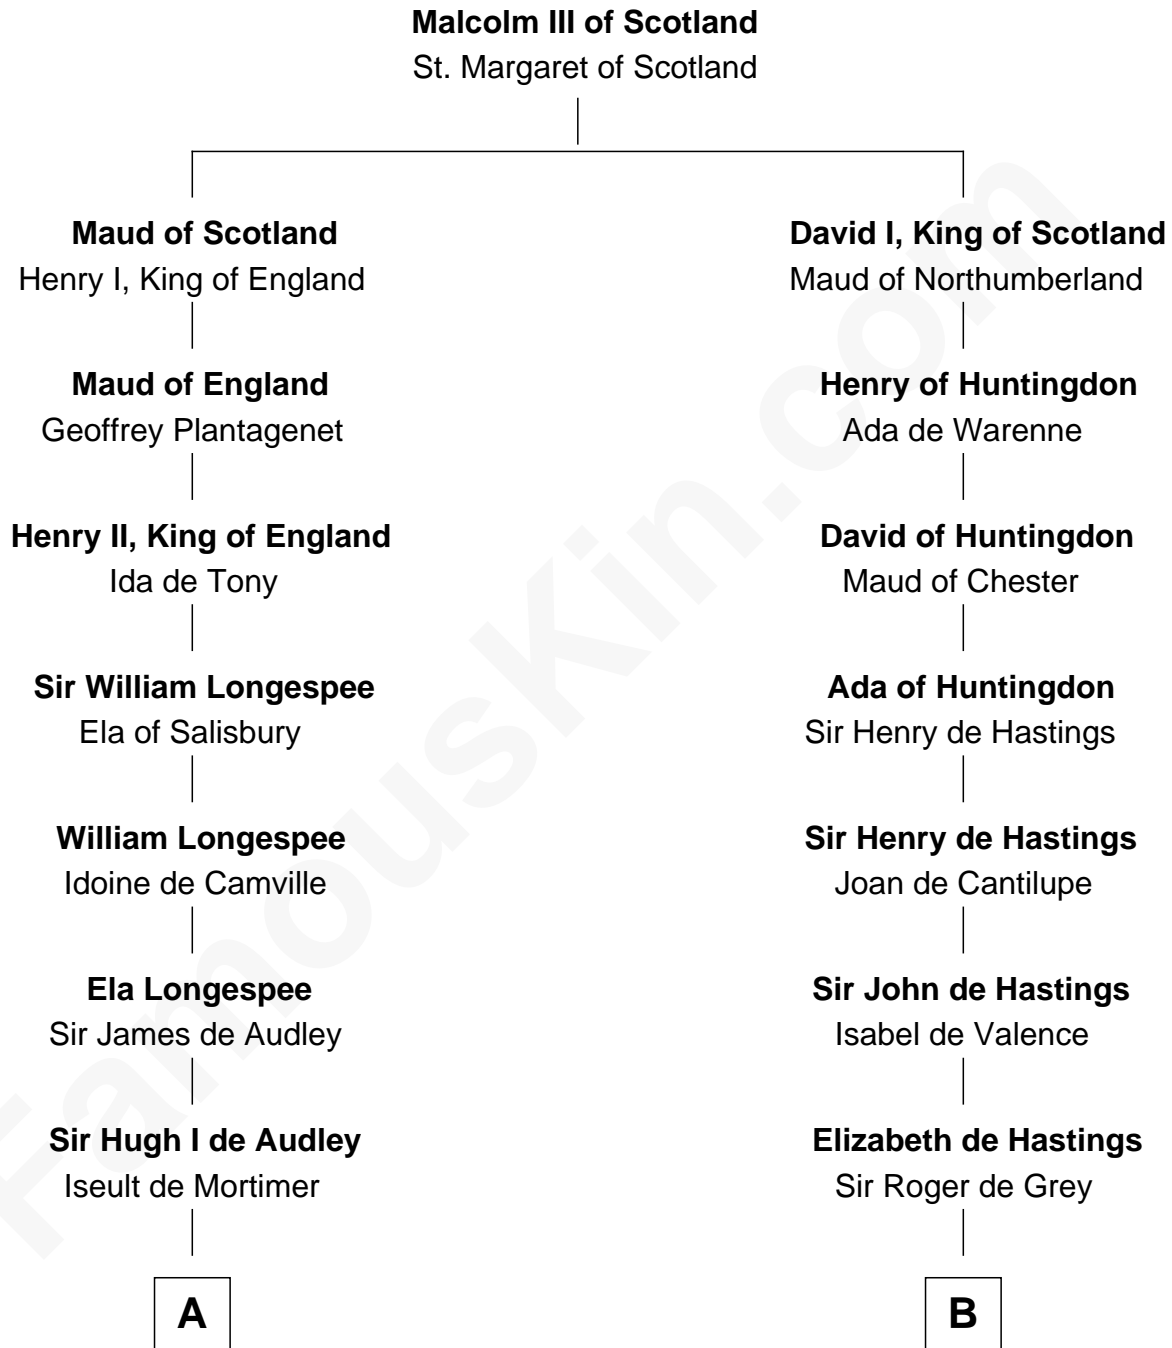 Malcolm III of Scotland
St. Margaret of Scotland
Maud of Scotland
Henry I, King of England
David I, King of Scotland
Maud of Northumberland
Maud of England
Geoffrey Plantagenet
Henry of Huntingdon
Ada de Warenne
Henry II, King of England
Ida de Tony
David of Huntingdon
Maud of Chester
Sir William Longespee
Ela of Salisbury
Ada of Huntingdon
Sir Henry de Hastings
William Longespee
Idoine de Camville
Sir Henry de Hastings
Joan de Cantilupe
Ela Longespee
Sir James de Audley
Sir John de Hastings
Isabel de Valence
Sir Hugh I de Audley
Iseult de Mortimer
Elizabeth de Hastings
Sir Roger de Grey
A
B
FamousKin.com